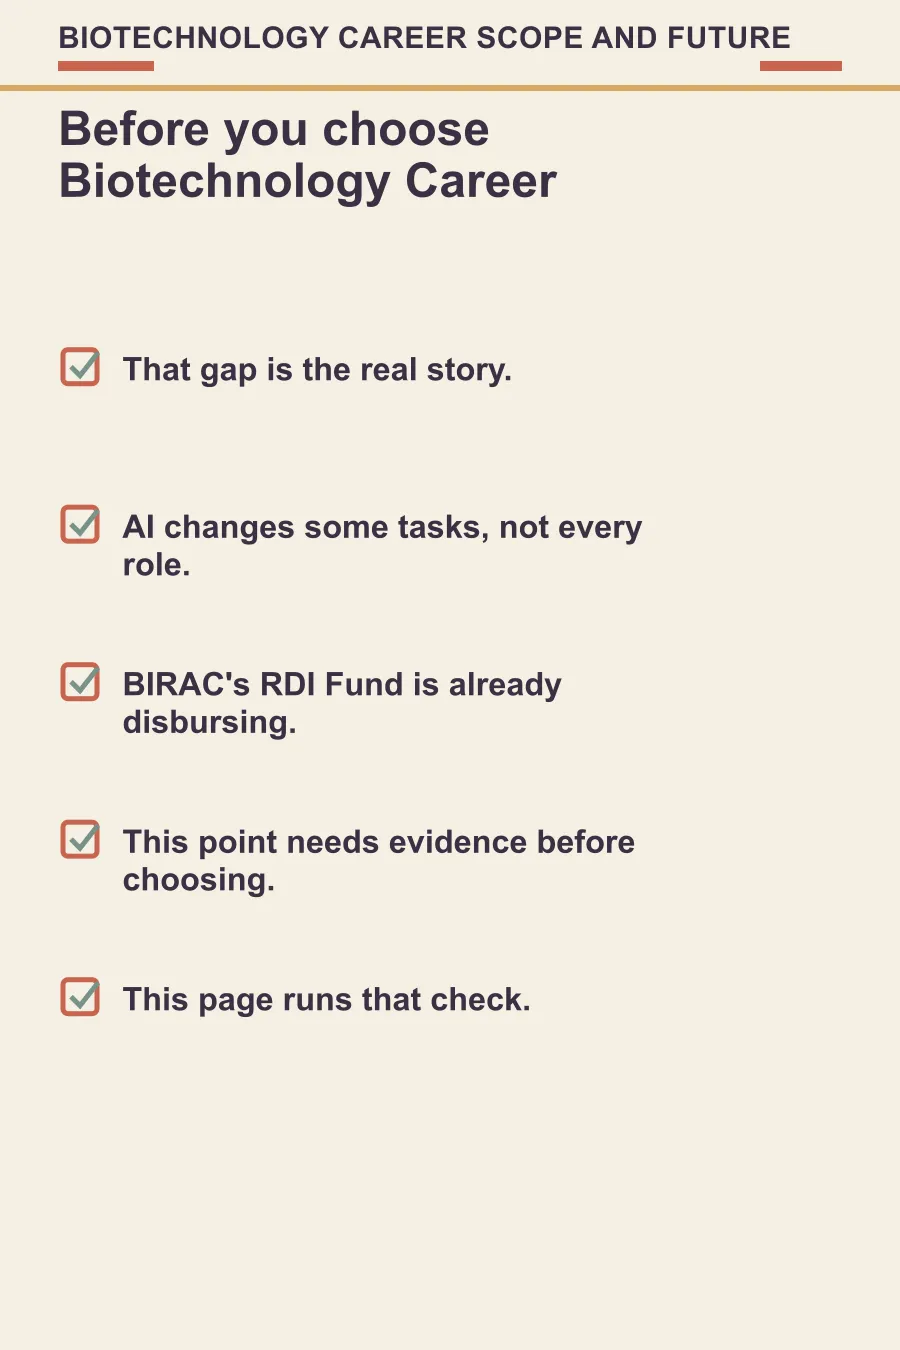 BIOTECHNOLOGY CAREER SCOPE AND FUTURE
Before you choose
Biotechnology Career
That gap is the real story.
AI changes some tasks, not every
role.
BIRAC's RDI Fund is already
disbursing.
This point needs evidence before
choosing.
This page runs that check.